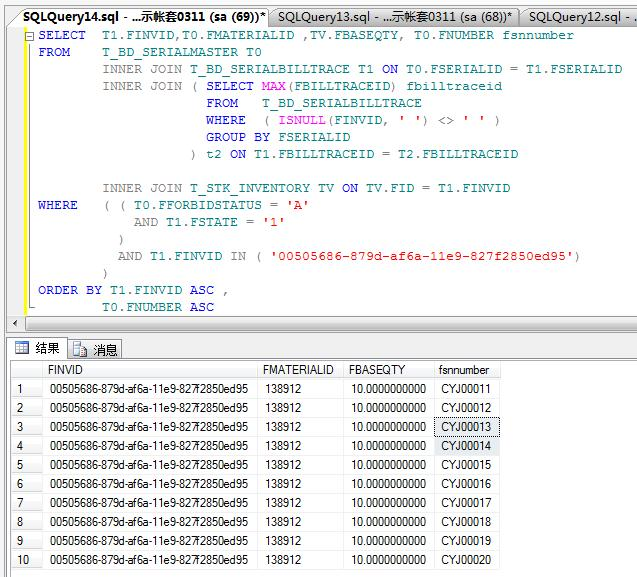 SQLQuery14.sql - ...示帐套0311 (sa (69))* SQLQuery13.sql - ...示帐套0311 (sa (68))* SQLQuery12.sql - ...示帐
SELECT T1.FINVID,T0.FMATERIALID ,TV.FBASEQTY, T0.FNUMBER fsnnumber
FROM T_BD_SERIALMASTER T0
INNER JOIN T_BD_SERIALBILLTRACE T1 ON T0.FSERIALID = T1.FSERIALID
INNER JOIN ( SELECT MAX(FBILLTRACEID) fbilltraceid
FROM T_BD_SERIALBILLTRACE
WHERE ( ISNULL(FINVID, ' ') <> ' ' )
GROUP BY FSERIALID
) t2 ON T1.FBILLTRACEID = T2.FBILLTRACEID
INNER JOIN T_STK_INVENTORY TV ON TV.FID = T1.FINVID
WHERE ( ( T0.FFORBIDSTATUS = 'A'
AND T1.FSTATE = '1'
)
AND T1.FINVID IN ( '00505686-879d-af6a-11e9-827f2850ed95')
)
ORDER BY T1.FINVID ASC ,
T0.FNUMBER ASC
结果 消息
FINVID FMATERIALID FBASEQTY fsnnumber
1 00505686-879d-af6a-11e9-827f2850ed95 138912 10.0000000000 CYJ00011
2 00505686-879d-af6a-11e9-827f2850ed95 138912 10.0000000000 CYJ00012
3 00505686-879d-af6a-11e9-827f2850ed95 138912 10.0000000000 CYJ00013
4 00505686-879d-af6a-11e9-827f2850ed95 138912 10.0000000000 CYJ00014
5 00505686-879d-af6a-11e9-827f2850ed95 138912 10.0000000000 CYJ00015
6 00505686-879d-af6a-11e9-827f2850ed95 138912 10.0000000000 CYJ00016
7 00505686-879d-af6a-11e9-827f2850ed95 138912 10.0000000000 CYJ00017
8 00505686-879d-af6a-11e9-827f2850ed95 138912 10.0000000000 CYJ00018
9 00505686-879d-af6a-11e9-827f2850ed95 138912 10.0000000000 CYJ00019
10 00505686-879d-af6a-11e9-827f2850ed95 138912 10.0000000000 CYJ00020